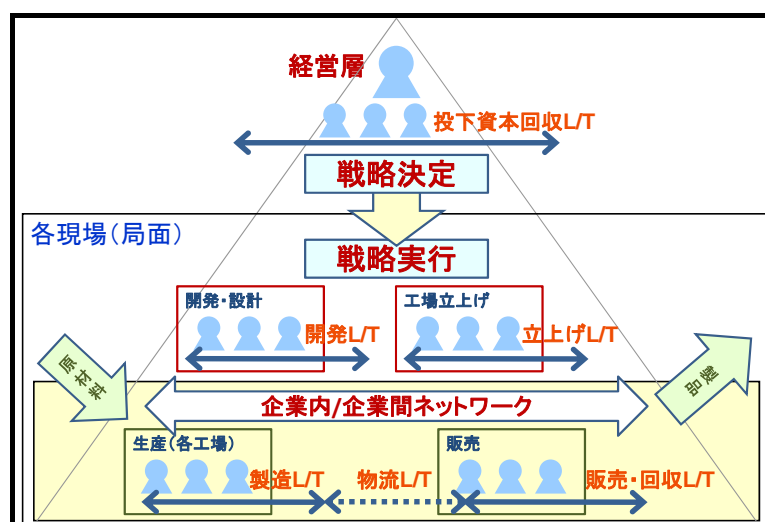 経営層
投下資本回収L/T
戦略決定
各現場(局面)
戦略実行
開発・設計
工場立上げ
開発L/T
立上げL/T
原材料
製品
企業内/企業間ネットワーク
生産(各工場)
販売
製造L/T
物流L/T
販売・回収L/T